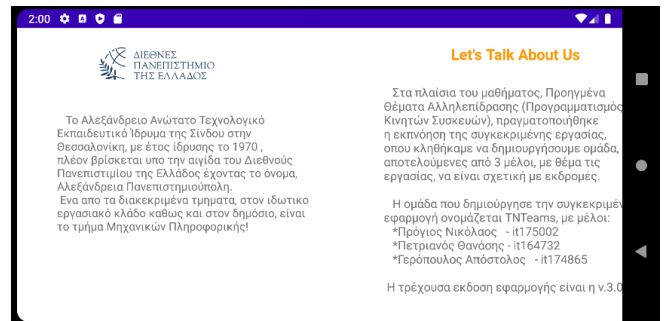 2:00
ΔΙΕΘΝΕΣ
ΠΑΝΕΠΙΣΤΗΜΙΟ
ΤΗΣ ΕΛΛΑΔΟΣ
Το Αλεξάνδρειο Ανώτατο Τεχνολογικό
Εκπαιδευτικό Ίδρυμα της Σίνδου στην
Θεσσαλονίκη, με έτος ίδρυσης το 1970 ,
πλέον βρίσκεται υπο την αιγίδα του Διεθνούς
Πανεπιστιμίου της Ελλάδος έχοντας το όνομα,
Αλεξάνδρεια Πανεπιστημιούπολη.
Ενα απο τα διακεκριμένα τμηματα, στον ιδωτικο
εργασιακό κλάδο καθως και στον δημόσιο, είναι
το τμήμα Μηχανικών Πληροφορικής!
Let's Talk About Us
Στα πλαίσια του μαθήματος, Προηγμένα
Θέματα Αλληλεπίδρασης (Προγραμματισμός
Κινητών Συσκευών), πραγματοποιήθηκε
η εκπνόηση της συγκεκριμένης εργασίας,
οπου κληθήκαμε να δημιουργήσουμε ομάδα,
αποτελούμενες από 3 μέλοι, με θέμα τις
εργασίας, να είναι σχετική με εκδρομές.
Η ομάδα που δημιούργησε την συγκεκριμέν
εφαρμογή ονομάζεται TNTeams, με μέλοι:
*Πρόγιος Νικόλαος - it175002
*Πετριανός Θανάσης - it164732
*Γερόπουλος Απόστολος - it174865
Η τρέχουσα εκδοση εφαρμογής είναι η v.3.0